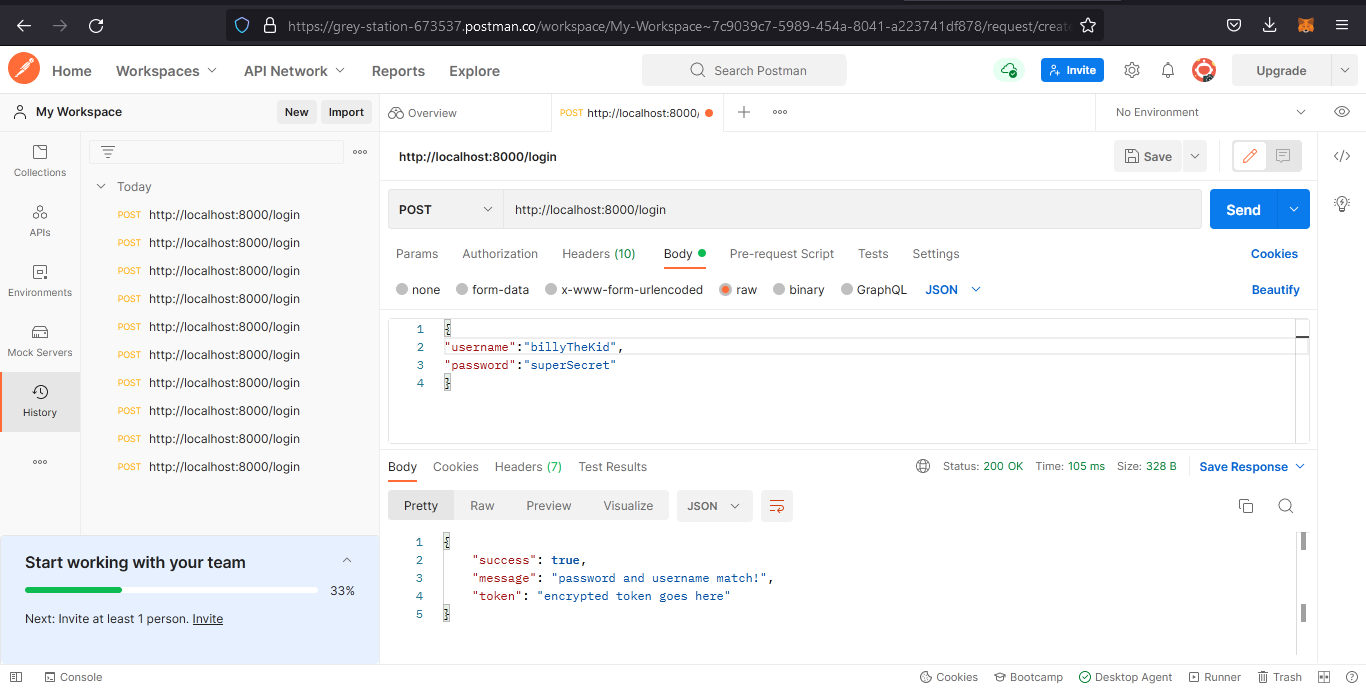 https://grey-station-673537.postman.co/workspace/My-Workspace~7c9039c7-5989-454a-8041-a223741df878/request/create
Home Workspaces API Network Reports Explore Search Postman Invite Upgrade
My Workspace New Import Overview POST http://localhost:8000/ No Environment
Collections
APIs
Environments
Mock Servers
History
Today
POST http://localhost:8000/login
POST http://localhost:8000/login
POST http://localhost:8000/login
POST http://localhost:8000/login
POST http://localhost:8000/login
POST http://localhost:8000/login
POST http://localhost:8000/login
POST http://localhost:8000/login
POST http://localhost:8000/login
POST http://localhost:8000/login
Start working with your team
33%
Next: Invite at least 1 person. Invite
http://localhost:8000/login Save
POST http://localhost:8000/login Send
Params Authorization Headers (10) Body Pre-request Script Tests Settings Cookies
none form-data x-www-form-urlencoded raw binary GraphQL JSON Beautify
1 {
2 "username":"billyTheKid",
3 "password":"superSecret"
4 }
Body Cookies Headers (7) Test Results Status: 200 OK Time: 105 ms Size: 328 B Save Response
Pretty Raw Preview Visualize JSON
1 {
2 "success": true,
3 "message": "password and username match!",
4 "token": "encrypted token goes here"
5 }
Console Cookies Bootcamp Desktop Agent Runner Trash